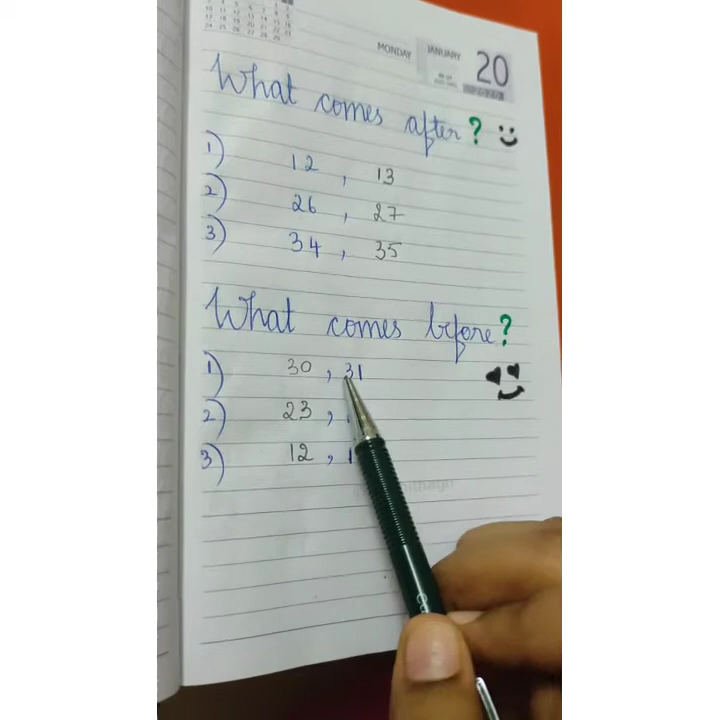 MONDAY JANUARY 20
What comes after?
1) 12 , 13
2) 26 , 27
3) 34 , 35
What comes before?
1) 30 , 31
2) 23 ,
3) 12 ,